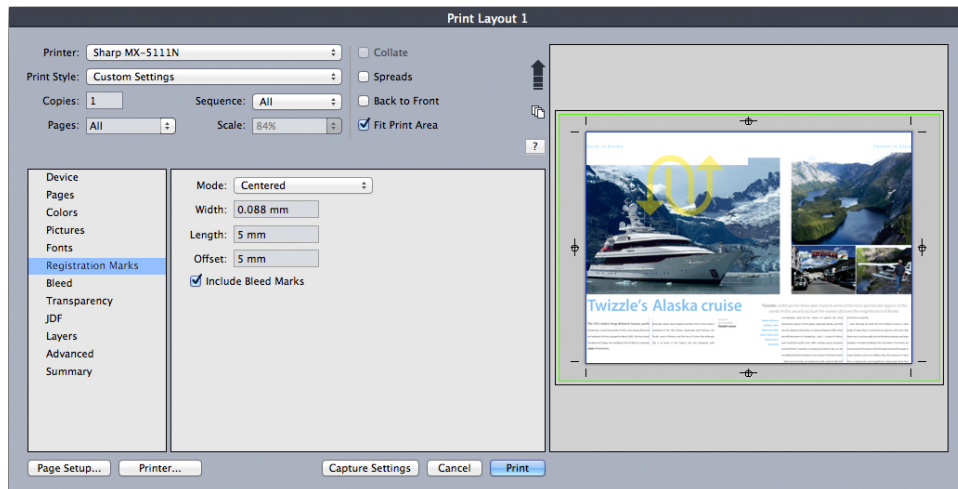 Print Layout 1
Printer: Sharp MX-5111N
Collate
Print Style: Custom Settings
Spreads
Copies: 1
Sequence: All
Back to Front
Pages: All
Scale: 84%
Fit Print Area
?
Device
Pages
Colors
Pictures
Fonts
Registration Marks
Bleed
Transparency
JDF
Layers
Advanced
Summary
Mode: Centered
Width: 0.088 mm
Length: 5 mm
Offset: 5 mm
Include Bleed Marks
Twizzle's Alaska cruise
Page Setup...
Printer...
Capture Settings
Cancel
Print